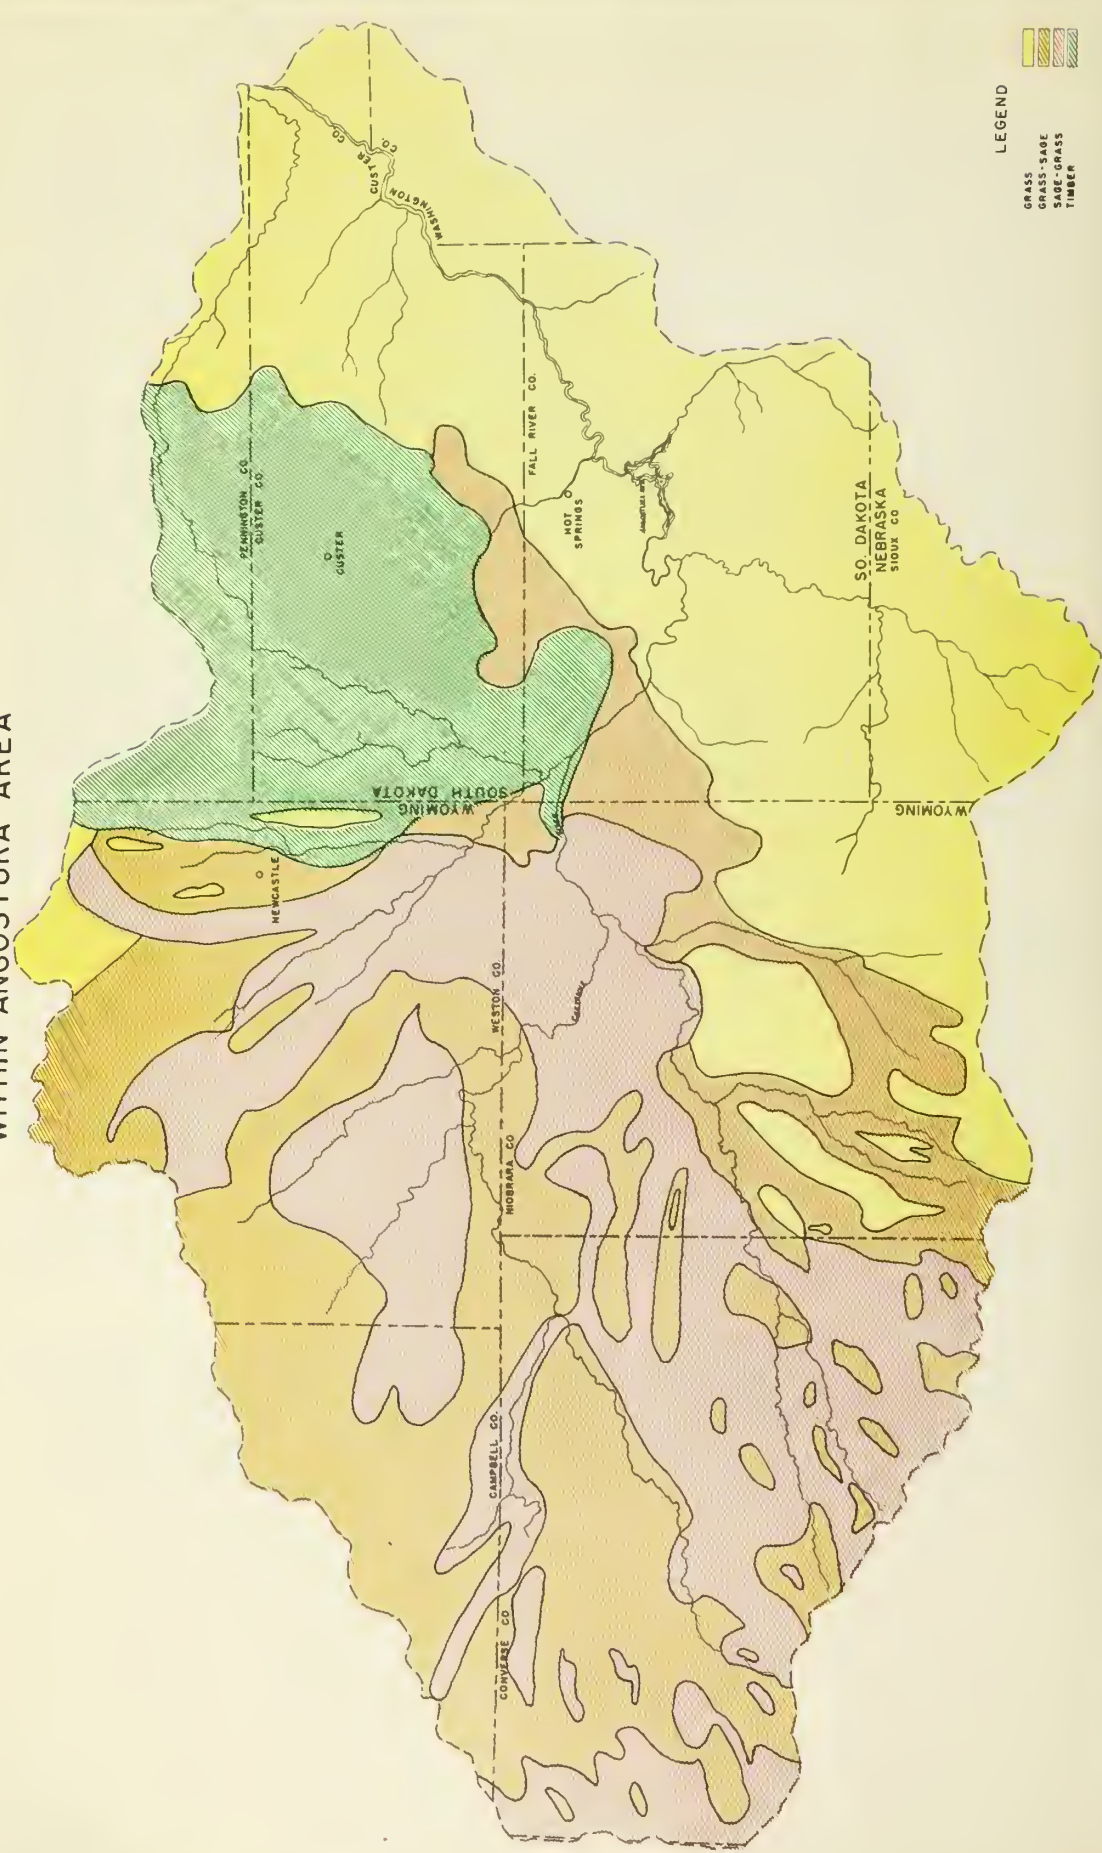 WITHIN ANGOSTURA AREA
PENNINGTON CO.
CUSTER CO.
CUSTER
CUSTER CO.
WASHINGTON CO.
FALL RIVER CO.
HOT
SPRINGS
SO. DAKOTA
NEBRASKA
SIOUX CO
WYOMING
SOUTH DAKOTA
WYOMING
NEWCASTLE
WESTON CO.
NIOBRARA CO
CAMPBELL CO.
CONVERSE CO
LEGEND
GRASS
GRASS-SAGE
SAGE-GRASS
TIMBER